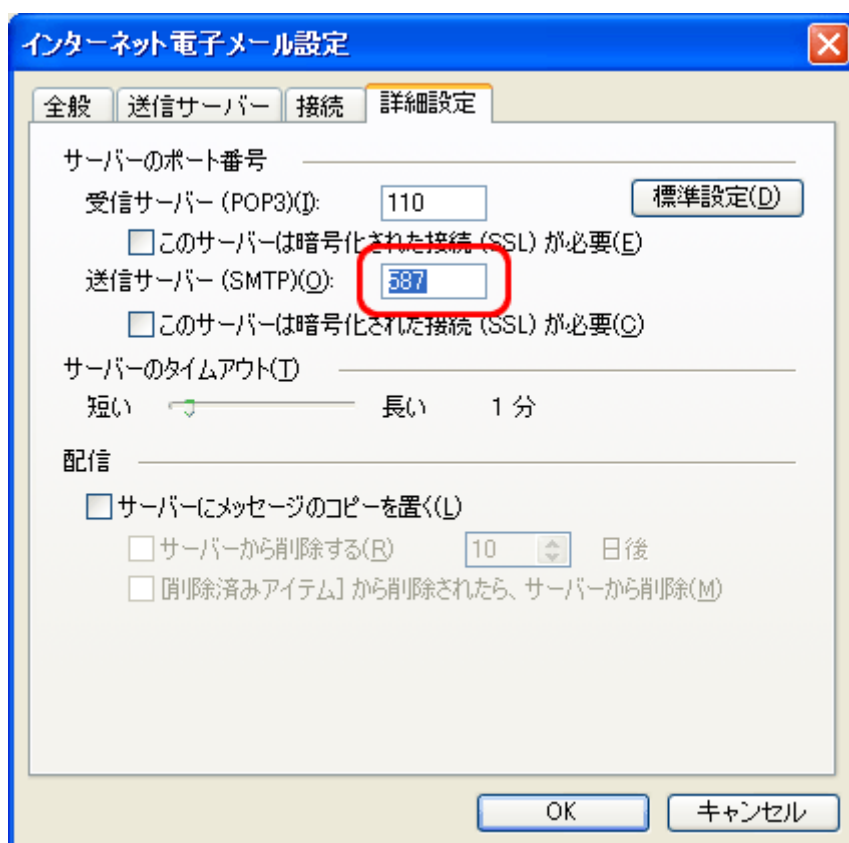 インターネット電子メール設定
全般 送信サーバー 接続 詳細設定
サーバーのポート番号
受信サーバー (POP3)(I): 110 標準設定(D)
このサーバーは暗号化された接続 (SSL) が必要(E)
送信サーバー (SMTP)(O): 587
このサーバーは暗号化された接続 (SSL) が必要(C)
サーバーのタイムアウト(T)
短い 長い 1 分
配信
サーバーにメッセージのコピーを置く(L)
サーバーから削除する(R) 10 日後
[削除済みアイテム] から削除されたら、サーバーから削除(M)
OK キャンセル